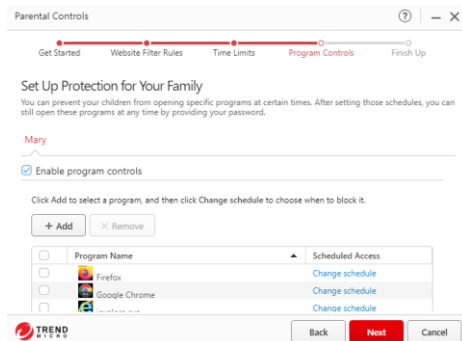 Parental Controls
Get Started Website Filter Rules Time Limits Program Controls Finish Up
Set Up Protection for Your Family
You can prevent your children from opening specific programs at certain times. After setting those schedules, you can
still open these programs at any time by providing your password.
Mary
Enable program controls
Click Add to select a program, and then click Change schedule to choose when to block it.
+ Add × Remove
Program Name Scheduled Access
Firefox Change schedule
Google Chrome Change schedule
Change schedule
TREND
MICRO
Back Next Cancel